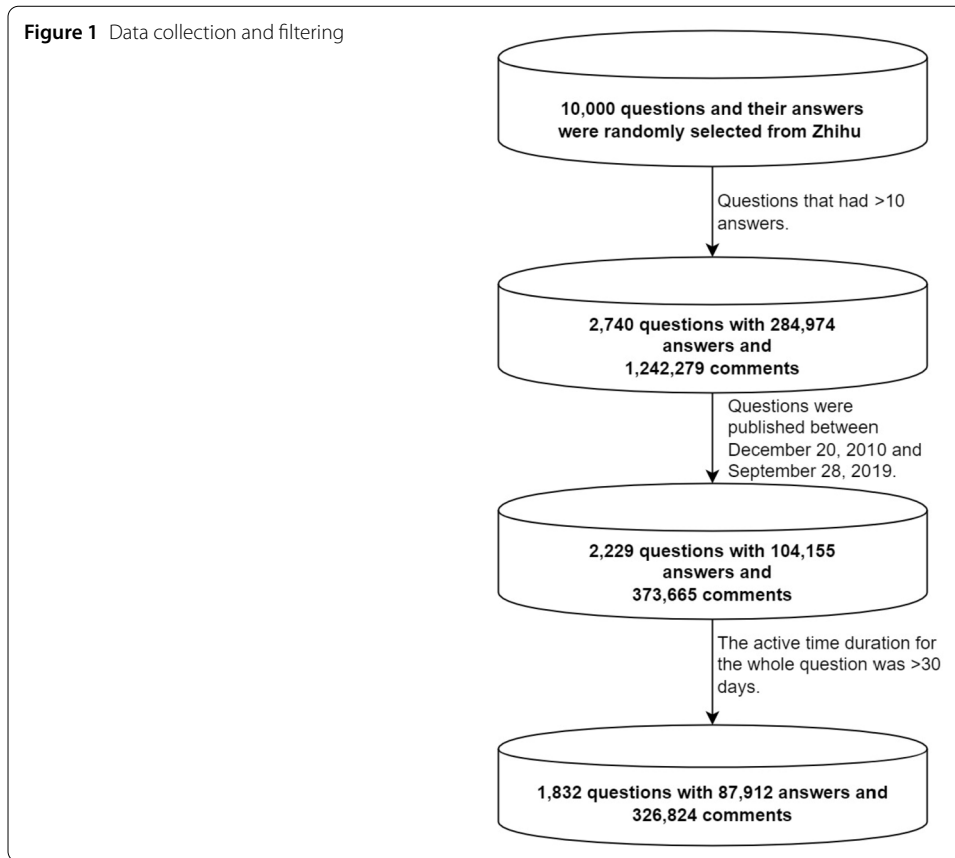 Figure 1 Data collection and filtering
10,000 questions and their answers
were randomly selected from Zhihu
Questions that had >10
answers.
2,740 questions with 284,974
answers and
1,242,279 comments
Questions were
published between
December 20, 2010 and
September 28, 2019.
2,229 questions with 104,155
answers and
373,665 comments
The active time duration for
the whole question was >30
days.
1,832 questions with 87,912 answers and
326,824 comments